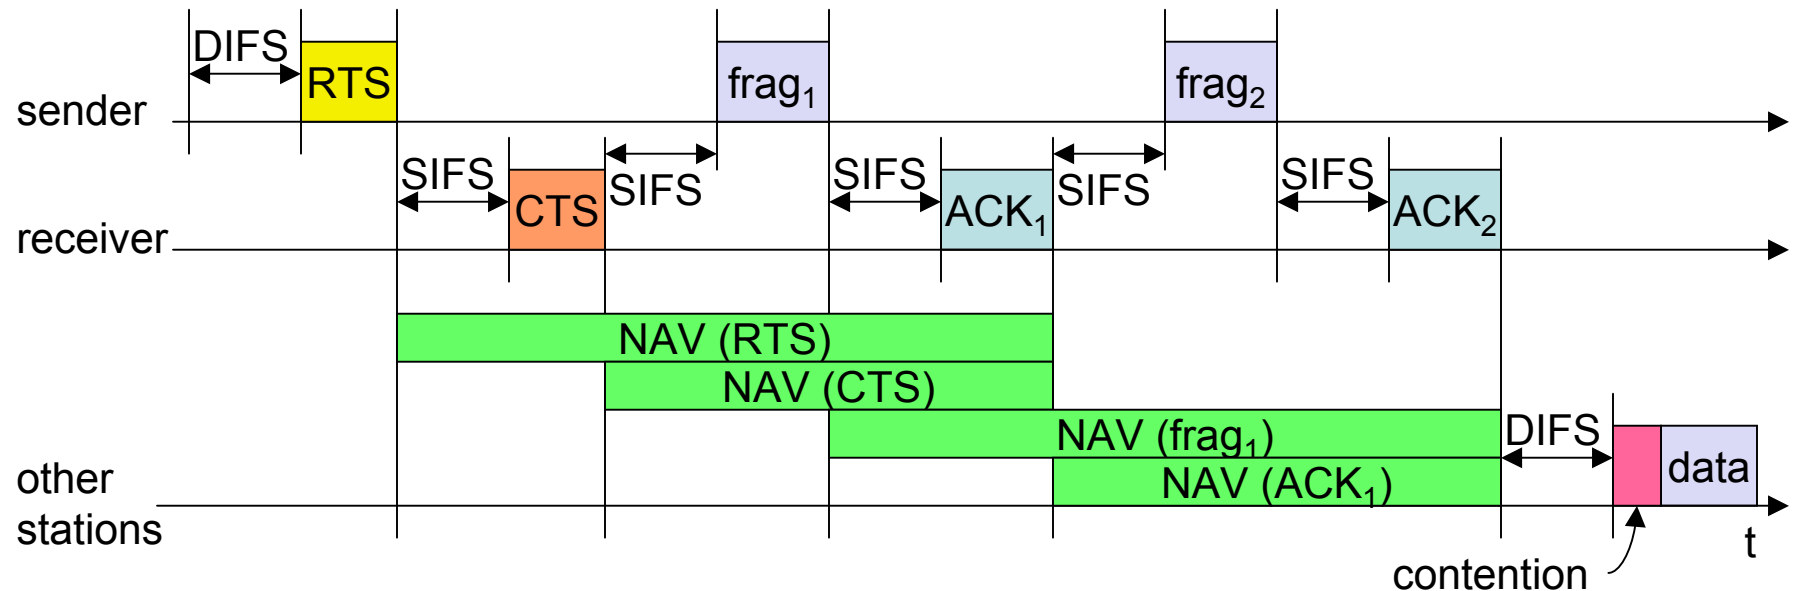 DIFS
RTS
frag₁
frag₂
sender
SIFS
CTS
SIFS
SIFS
ACK₁
SIFS
SIFS
ACK₂
receiver
NAV (RTS)
NAV (CTS)
NAV (frag₁)
DIFS
NAV (ACK₁)
data
other
stations
t
contention